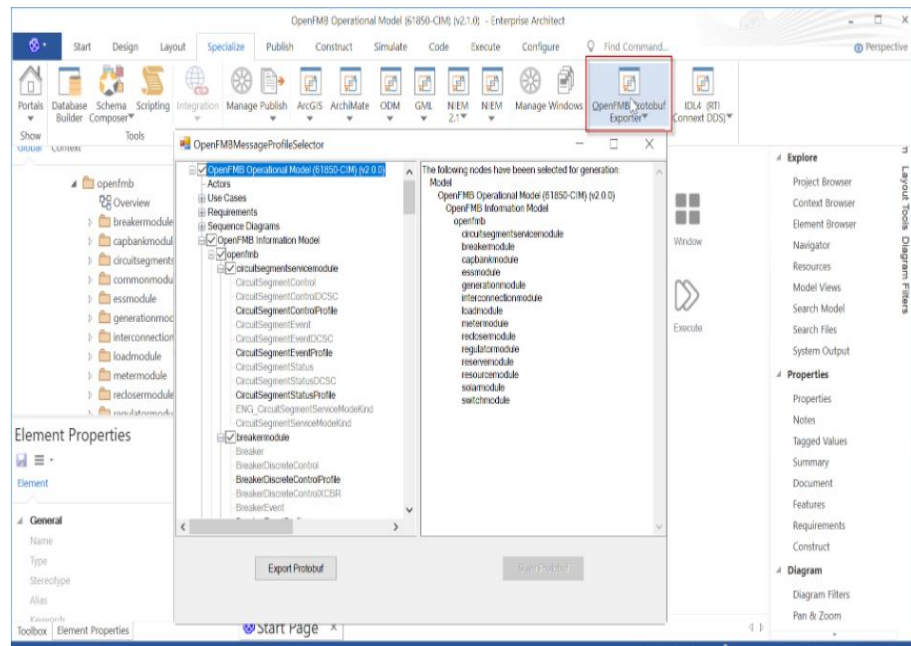 OpenFMB Operational Model (61850-CIM) (v2.1.0) - Enterprise Architect
Start Design Layout Specialize Publish Construct Simulate Code Execute Configure Find Command... Perspective
Portals Database Builder Schema Composer Scripting Integration Manage Publish ArcGIS ArchiMate ODM GML NIEM 2.1 NIEM Manage Windows OpenFMB Protobuf Exporter IDL4 (RTI Connext DDS)
Show Tools
Global Context
openfmb
Overview
breakermodule
capbankmodul
circuitsegments
commonmodu
essmodule
generationmoc
interconnection
loadmodule
metermodule
reclosermodule
regulatormodu
Element Properties
Element
General
Name
Type
Stereotype
Alias
Keywords
Toolbox Element Properties
OpenFMBMessageProfileSelector
OpenFMB Operational Model (61850-CIM) (v2.0.0)
Actors
Use Cases
Requirements
Sequence Diagrams
OpenFMB Information Model
openfmb
circuitsegmentservicemodule
CircuitSegmentControl
CircuitSegmentControlDCSC
CircuitSegmentControlProfile
CircuitSegmentEvent
CircuitSegmentEventDCSC
CircuitSegmentEventProfile
CircuitSegmentStatus
CircuitSegmentStatusDCSC
CircuitSegmentStatusProfile
ENG_CircuitSegmentServiceModeKind
CircuitSegmentServiceModeKind
breakermodule
Breaker
BreakerDiscreteControl
BreakerDiscreteControlProfile
BreakerDiscreteControlXCBR
BreakerEvent
The following nodes have been selected for generation:
Model
OpenFMB Operational Model (61850-CIM) (v2.0.0)
OpenFMB Information Model
openfmb
circuitsegmentservicemodule
breakermodule
capbankmodule
essmodule
generationmodule
interconnectionmodule
loadmodule
metermodule
reclosermodule
regulatormodule
reservemodule
resourcemodule
solarmodule
switchmodule
Export Protobuf
Start Page
Window
Execute
Explore
Project Browser
Context Browser
Element Browser
Navigator
Resources
Model Views
Search Model
Search Files
System Output
Properties
Properties
Notes
Tagged Values
Summary
Document
Features
Requirements
Construct
Diagram
Diagram Filters
Pan & Zoom
Layout Tools Diagram Filters